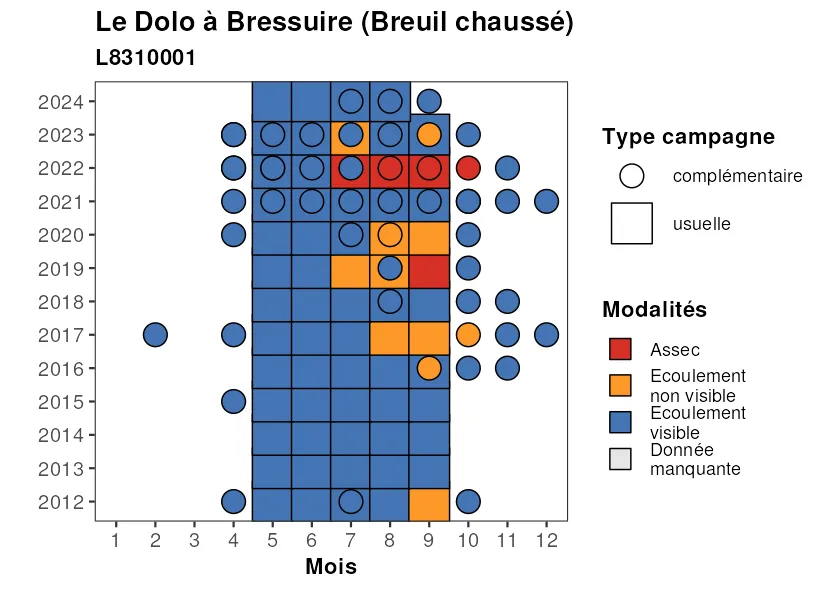 Le Dolo à Bressuire (Breuil chaussé)
L8310001
2024
2023
2022
2021
2020
2019
2018
2017
2016
2015
2014
2013
2012
1 2 3 4 5 6 7 8 9 10 11 12
Mois
Type campagne
complémentaire
usuelle
Modalités
Assec
Ecoulement
non visible
Ecoulement
visible
Donnée
manquante